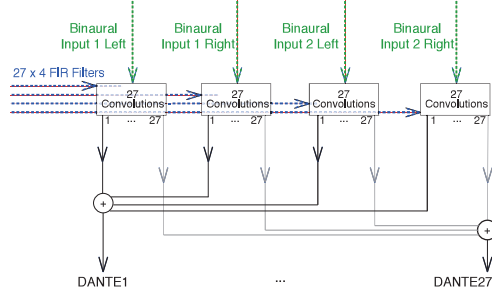 Binaural Input 1 Left
Binaural Input 1 Right
Binaural Input 2 Left
Binaural Input 2 Right
27 x 4 FIR Filters
27 Convolutions
1 ... 27
27 Convolutions
1 ... 27
27 Convolutions
1 ... 27
27 Convolutions
1 ... 27
+
+
DANTE1
...
DANTE27